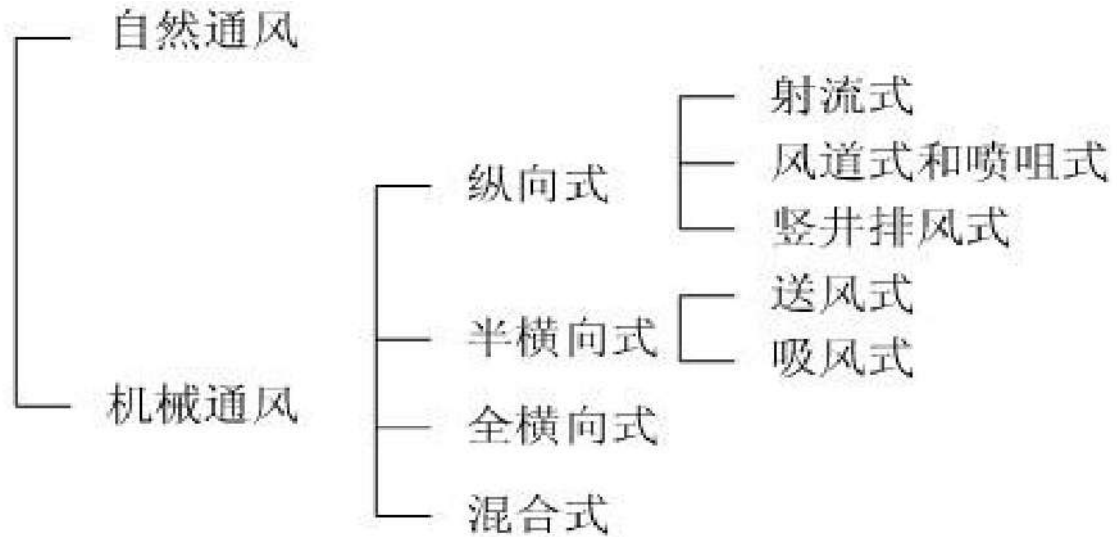 自然通风
射流式
纵向式
风道式和喷咀式
竖井排风式
送风式
半横向式
吸风式
机械通风
全横向式
混合式